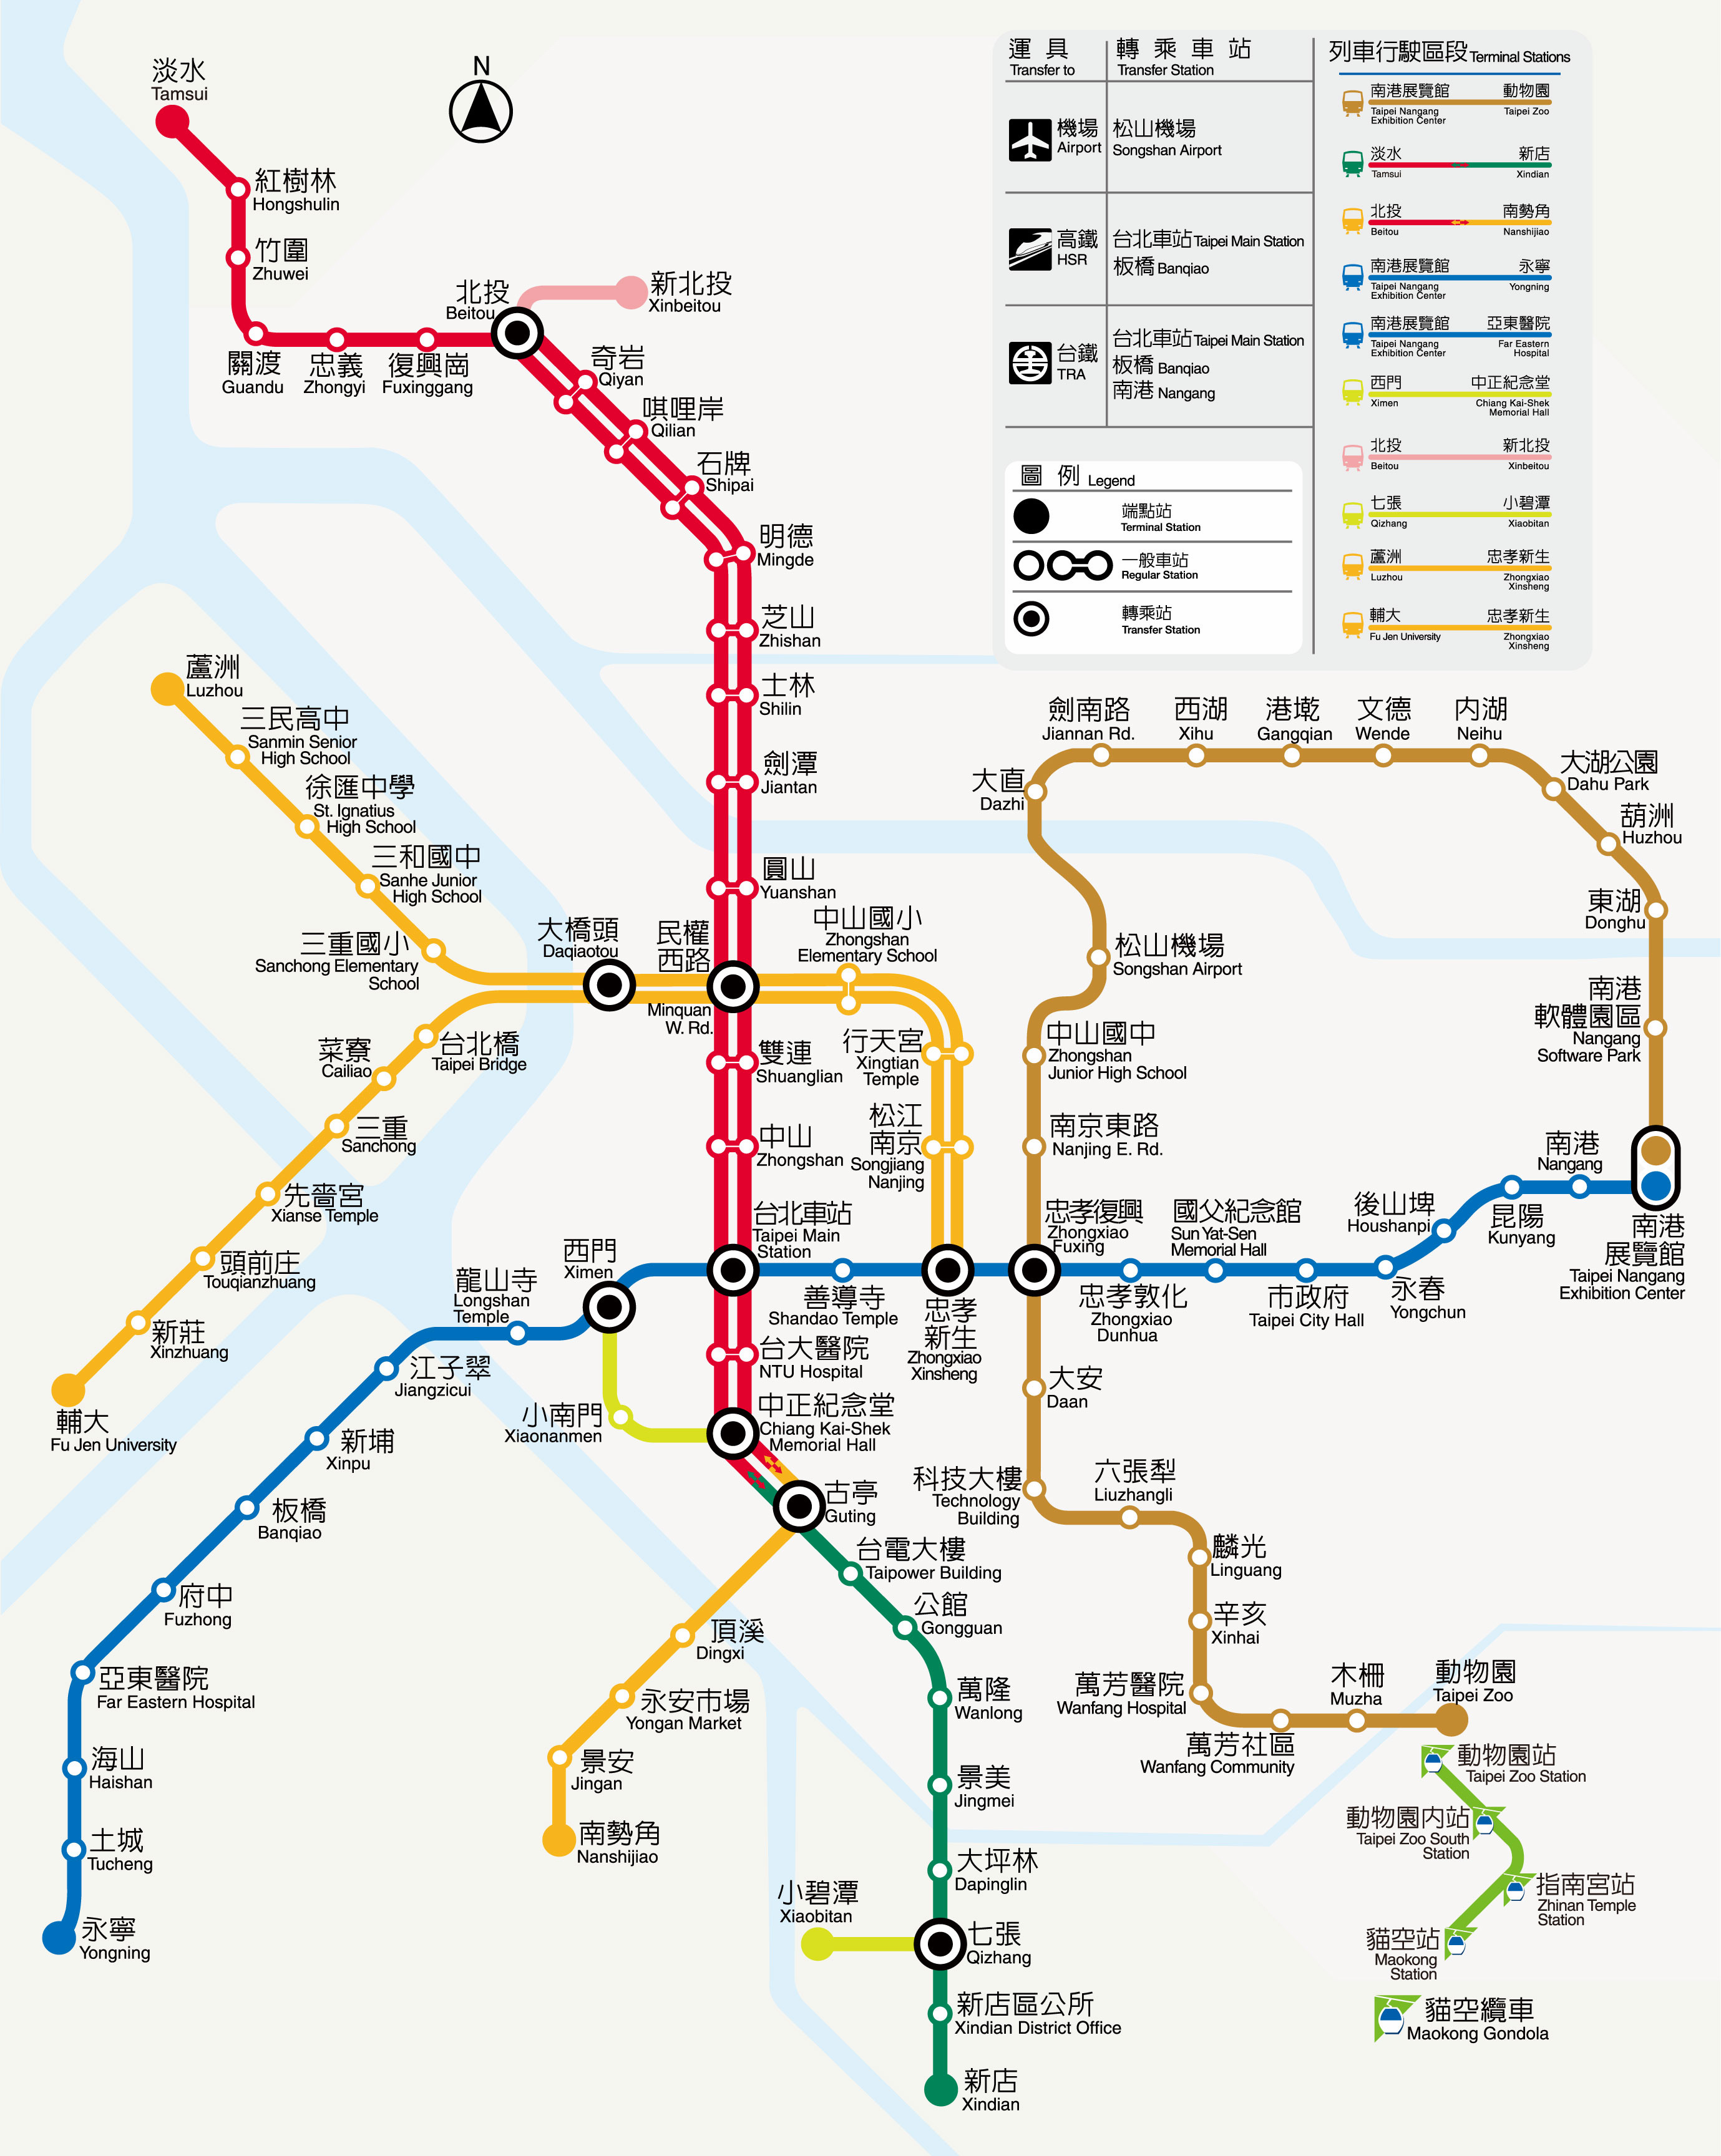 N
淡水
Tamsui
紅樹林
Hongshulin
竹圍
Zhuwei
關渡
Guandu
忠義
Zhongyi
復興崗
Fuxinggang
北投
Beitou
新北投
Xinbeitou
奇岩
Qiyan
唭哩岸
Qilian
石牌
Shipai
明德
Mingde
芝山
Zhishan
士林
Shilin
劍潭
Jiantan
圓山
Yuanshan
民權
西路
Minquan
W. Rd.
雙連
Shuanglian
中山
Zhongshan
台北車站
Taipei Main
Station
台大醫院
NTU Hospital
中正紀念堂
Chiang Kai-Shek
Memorial Hall
古亭
Guting
台電大樓
Taipower Building
公館
Gongguan
萬隆
Wanlong
景美
Jingmei
大坪林
Dapinglin
小碧潭
Xiaobitan
七張
Qizhang
新店區公所
Xindian District Office
新店
Xindian
蘆洲
Luzhou
三民高中
Sanmin Senior
High School
徐匯中學
St. Ignatius
High School
三和國中
Sanhe Junior
High School
三重國小
Sanchong Elementary
School
大橋頭
Daqiaotou
台北橋
Taipei Bridge
菜寮
Cailiao
三重
Sanchong
先嗇宮
Xianse Temple
頭前庄
Touqianzhuang
新莊
Xinzhuang
輔大
Fu Jen University
中山國小
Zhongshan
Elementary School
行天宮
Xingtian
Temple
松江
南京
Songjiang
Nanjing
忠孝
新生
Zhongxiao
Xinsheng
頂溪
Dingxi
永安市場
Yongan Market
景安
Jingan
南勢角
Nanshijiao
西門
Ximen
小南門
Xiaonanmen
龍山寺
Longshan
Temple
江子翠
Jiangzicui
新埔
Xinpu
板橋
Banqiao
府中
Fuzhong
亞東醫院
Far Eastern Hospital
海山
Haishan
土城
Tucheng
永寧
Yongning
善導寺
Shandao Temple
忠孝復興
Zhongxiao
Fuxing
忠孝敦化
Zhongxiao
Dunhua
國父紀念館
Sun Yat-Sen
Memorial Hall
市政府
Taipei City Hall
永春
Yongchun
後山埤
Houshanpi
昆陽
Kunyang
南港
Nangang
南港
展覽館
Taipei Nangang
Exhibition Center
南港
軟體園區
Nangang
Software Park
東湖
Donghu
葫洲
Huzhou
大湖公園
Dahu Park
內湖
Neihu
文德
Wende
港墘
Gangqian
西湖
Xihu
劍南路
Jiannan Rd.
大直
Dazhi
松山機場
Songshan Airport
中山國中
Zhongshan
Junior High School
南京東路
Nanjing E. Rd.
大安
Daan
科技大樓
Technology
Building
六張犁
Liuzhangli
麟光
Linguang
辛亥
Xinhai
萬芳醫院
Wanfang Hospital
萬芳社區
Wanfang Community
木柵
Muzha
動物園
Taipei Zoo
動物園站
Taipei Zoo Station
動物園內站
Taipei Zoo South
Station
指南宮站
Zhinan Temple
Station
貓空站
Maokong
Station
貓空纜車
Maokong Gondola
運具
Transfer to
轉乘車站
Transfer Station
機場
Airport
松山機場
Songshan Airport
高鐵
HSR
台北車站 Taipei Main Station
板橋 Banqiao
台鐵
TRA
台北車站 Taipei Main Station
板橋 Banqiao
南港 Nangang
圖例 Legend
端點站
Terminal Station
一般車站
Regular Station
轉乘站
Transfer Station
列車行駛區段 Terminal Stations
南港展覽館 動物園
Taipei Nangang Taipei Zoo
Exhibition Center
淡水 新店
Tamsui Xindian
北投 南勢角
Beitou Nanshijiao
南港展覽館 永寧
Taipei Nangang Yongning
Exhibition Center
南港展覽館 亞東醫院
Taipei Nangang Far Eastern
Exhibition Center Hospital
西門 中正紀念堂
Ximen Chiang Kai-Shek
Memorial Hall
北投 新北投
Beitou Xinbeitou
七張 小碧潭
Qizhang Xiaobitan
蘆洲 忠孝新生
Luzhou Zhongxiao
Xinsheng
輔大 忠孝新生
Fu Jen University Zhongxiao
Xinsheng